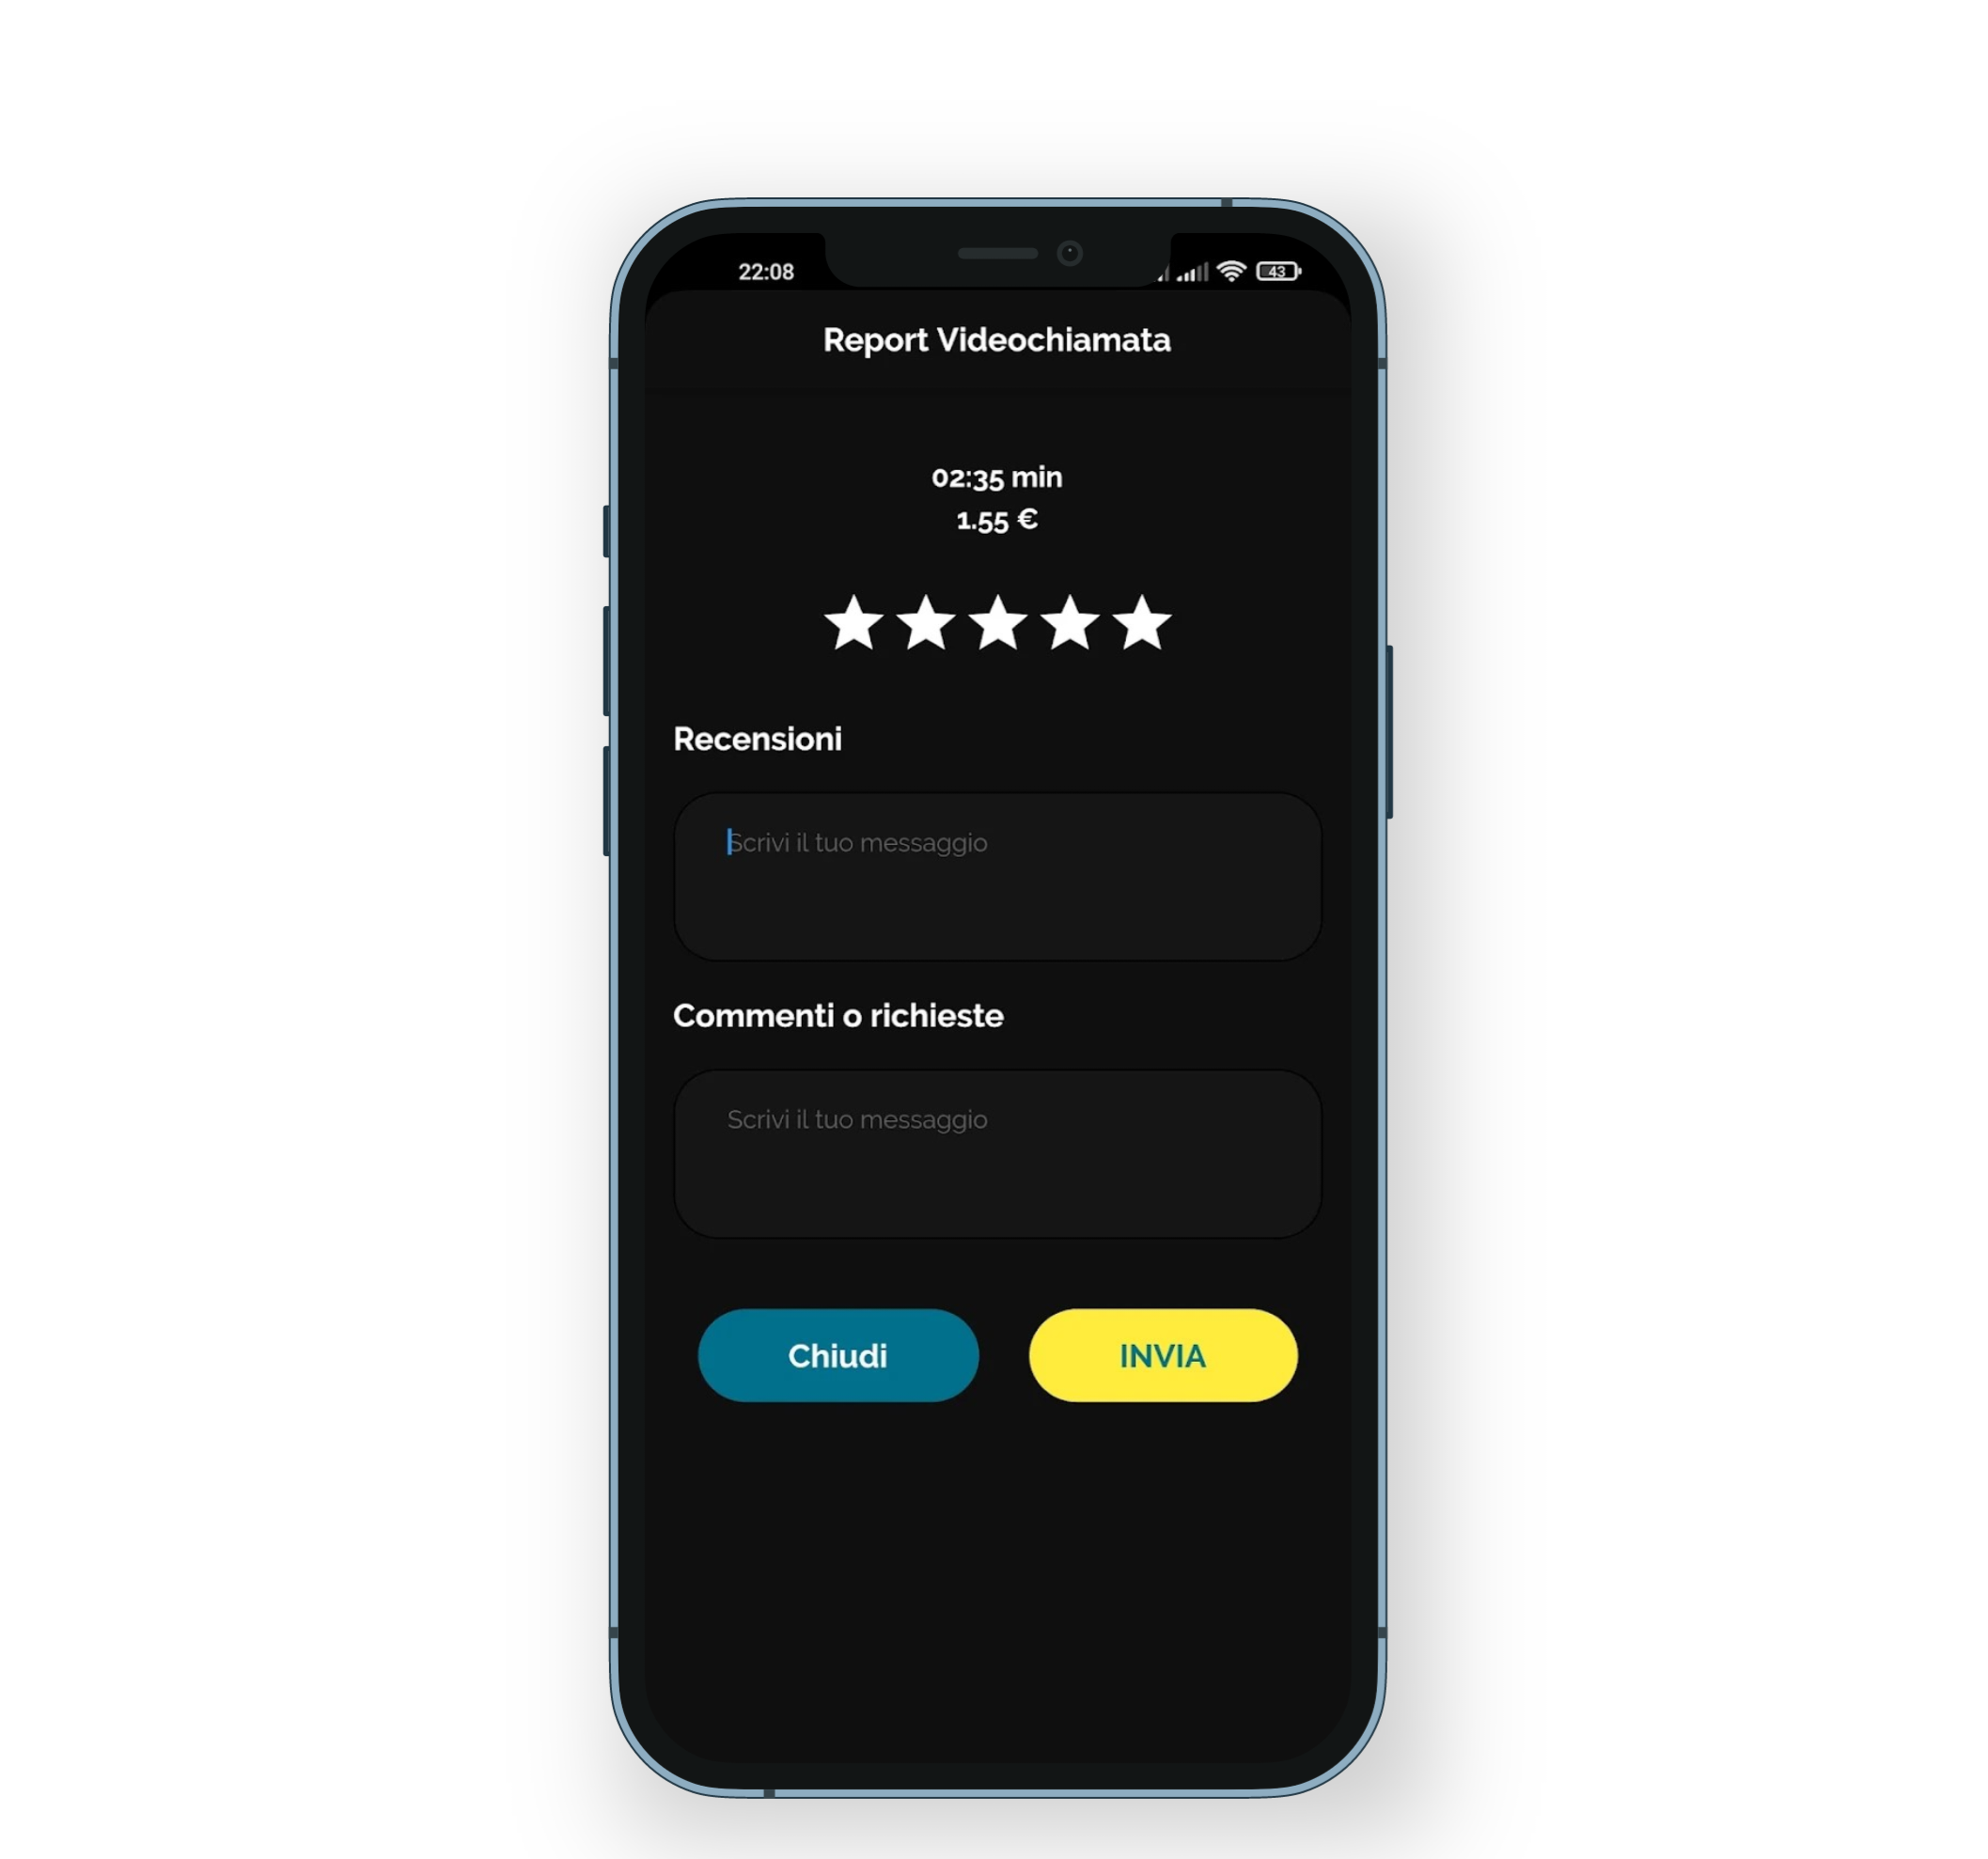 22:08
43
Report Videochiamata
02:35 min
1.55 €
Recensioni
Scrivi il tuo messaggio
Commenti o richieste
Scrivi il tuo messaggio
Chiudi
INVIA